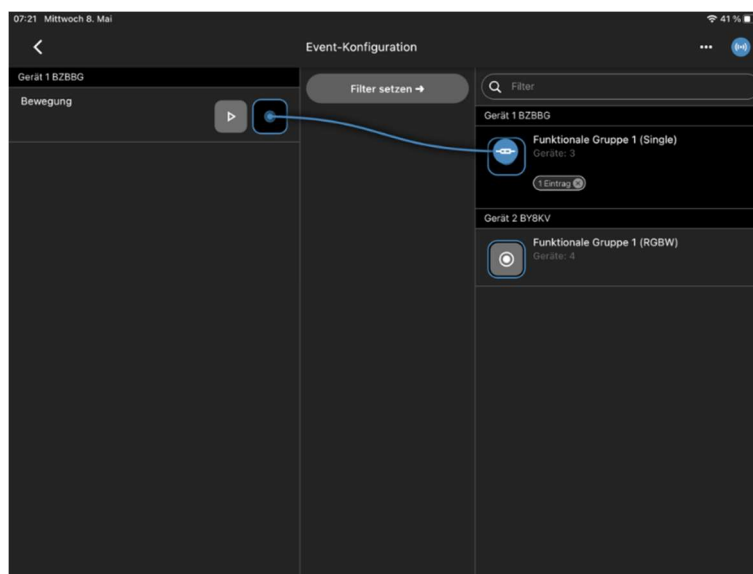 07:21 Mittwoch 8. Mai
41 %
Event-Konfiguration
Gerät 1 BZBBG
Bewegung
Filter setzen ➔
Filter
Gerät 1 BZBBG
Funktionale Gruppe 1 (Single)
Geräte: 3
1 Eintrag
Gerät 2 BY8KV
Funktionale Gruppe 1 (RGBW)
Geräte: 4